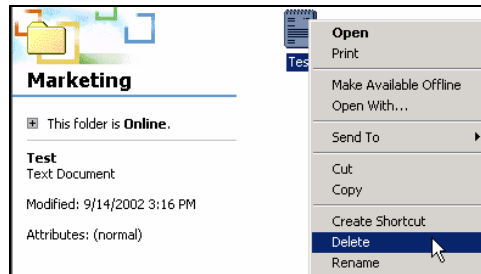 Marketing
This folder is Online.
Test
Text Document
Modified: 9/14/2002 3:16 PM
Attributes: (normal)
Tes
Open
Print
Make Available Offline
Open With...
Send To
Cut
Copy
Create Shortcut
Delete
Rename